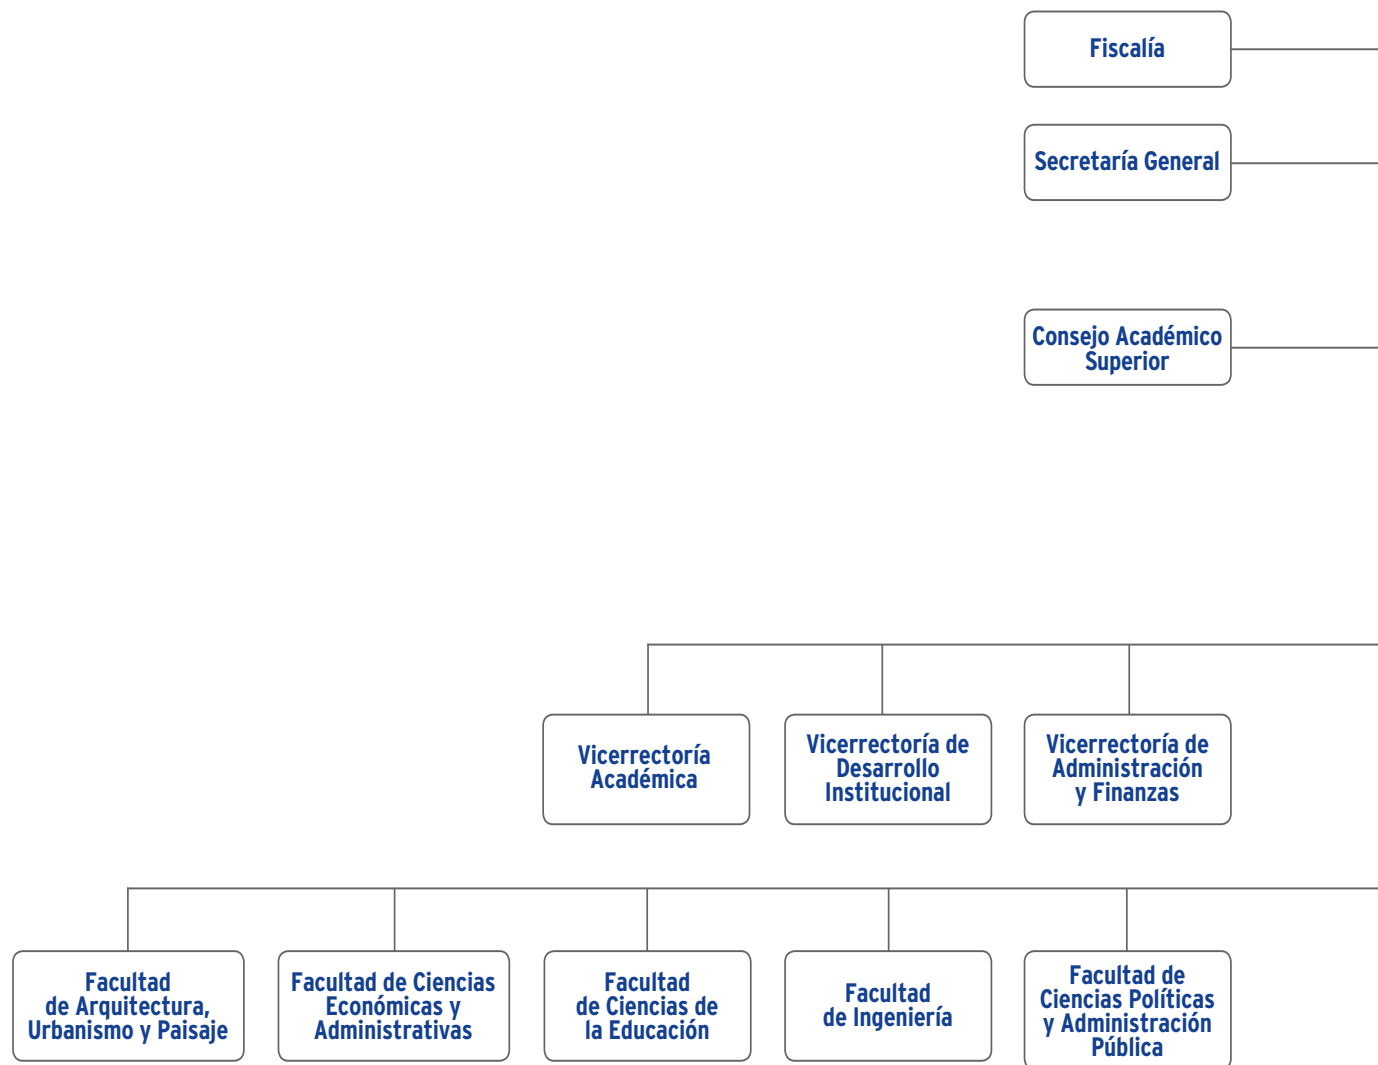 Fiscalía
Secretaría General
Consejo Académico
Superior
Vicerrectoría
Académica
Vicerrectoría de
Desarrollo
Institucional
Vicerrectoría de
Administración
y Finanzas
Facultad
de Arquitectura,
Urbanismo y Paisaje
Facultad de Ciencias
Económicas y
Administrativas
Facultad
de Ciencias de
la Educación
Facultad
de Ingeniería
Facultad de
Ciencias Políticas
y Administración
Pública